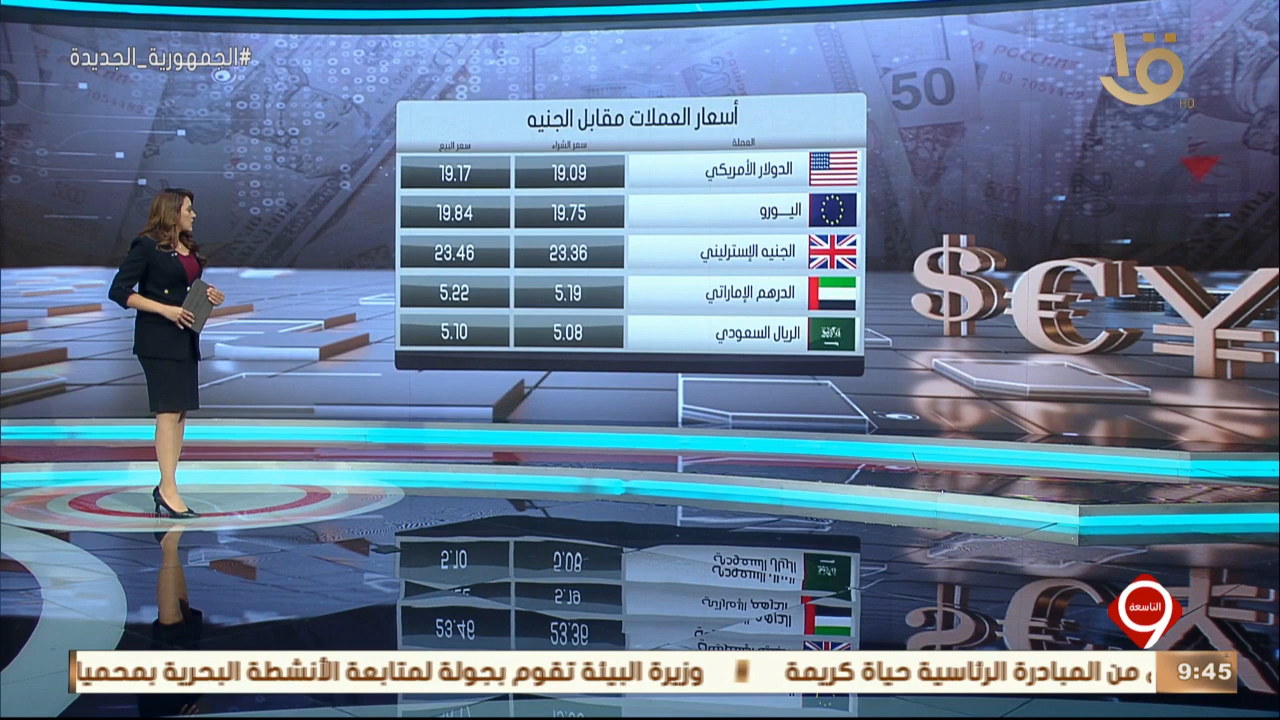 #الجمهورية_الجديدة
HD
50
أسعار العملات مقابل الجنيه
العملة سعر الشراء سعر البيع
الدولار الأمريكي 19.09 19.17
اليـــورو 19.75 19.84
الجنيه الإسترليني 23.36 23.46
الدرهم الإماراتي 5.19 5.22
الريال السعودي 5.08 5.10
$ € ¥
التاسعة
9
من المبادرة الرئاسية حياة كريمة وزيرة البيئة تقوم بجولة لمتابعة الأنشطة البحرية بمحميا
9:45